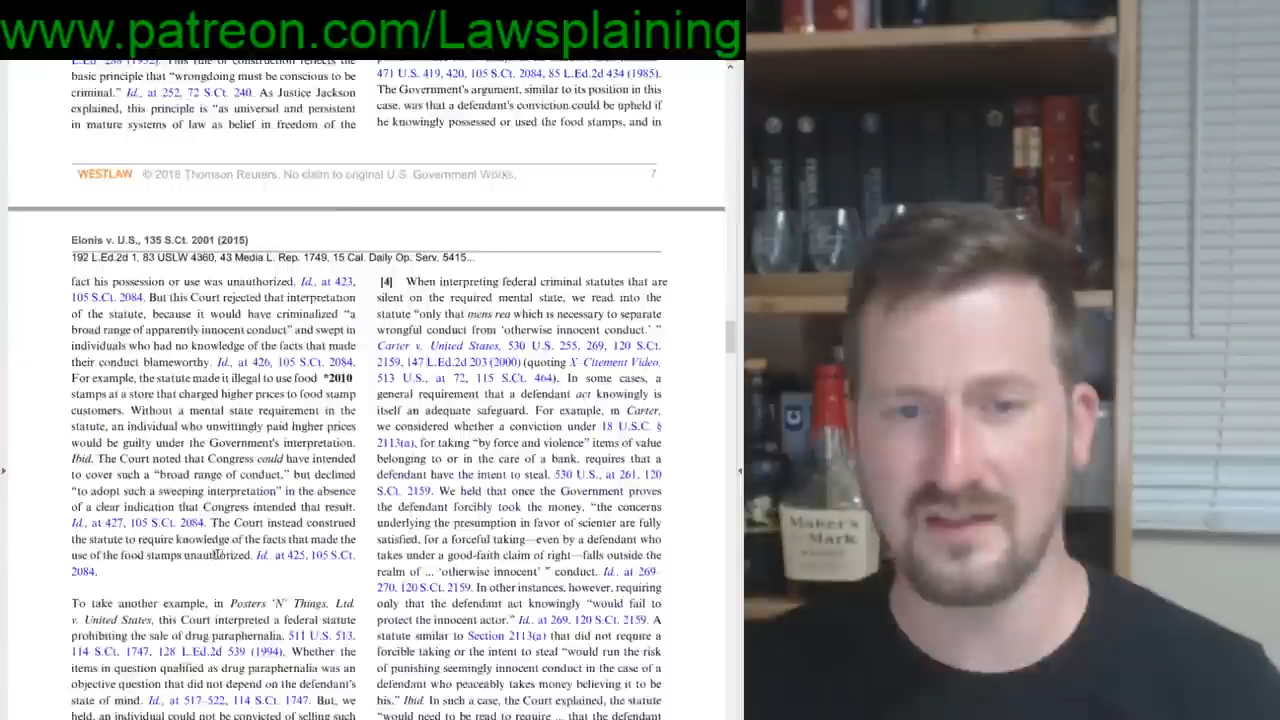 www.patreon.com/Lawsplaining
basic principle that “wrongdoing must be conscious to be
criminal.” Id., at 252, 72 S.Ct. 240. As Justice Jackson
explained, this principle is “as universal and persistent
in mature systems of law as belief in freedom of the
471 U.S. 419, 420, 105 S.Ct. 2084, 85 L.Ed.2d 434 (1985).
The Government's argument, similar to its position in this
case, was that a defendant's conviction could be upheld if
he knowingly possessed or used the food stamps, and in
WESTLAW © 2016 Thomson Reuters. No claim to original U.S. Government Works. 7
Elonis v. U.S., 135 S.Ct. 2001 (2015)
192 L.Ed.2d 1, 83 USLW 4360, 43 Media L. Rep. 1749, 15 Cal. Daily Op. Serv. 5415...
fact his possession or use was unauthorized. Id., at 423,
105 S.Ct. 2084. But this Court rejected that interpretation
of the statute, because it would have criminalized “a
broad range of apparently innocent conduct” and swept in
individuals who had no knowledge of the facts that made
their conduct blameworthy. Id., at 426, 105 S.Ct. 2084.
For example, the statute made it illegal to use food *2010
stamps at a store that charged higher prices to food stamp
customers. Without a mental state requirement in the
statute, an individual who unwittingly paid higher prices
would be guilty under the Government's interpretation.
Ibid. The Court noted that Congress could have intended
to cover such a “broad range of conduct,” but declined
“to adopt such a sweeping interpretation” in the absence
of a clear indication that Congress intended that result.
Id., at 427, 105 S.Ct. 2084. The Court instead construed
the statute to require knowledge of the facts that made the
use of the food stamps unauthorized. Id., at 425, 105 S.Ct.
2084.
To take another example, in Posters ‘N’ Things, Ltd.
v. United States, this Court interpreted a federal statute
prohibiting the sale of drug paraphernalia. 511 U.S. 513,
114 S.Ct. 1747, 128 L.Ed.2d 539 (1994). Whether the
items in question qualified as drug paraphernalia was an
objective question that did not depend on the defendant's
state of mind. Id., at 517–522, 114 S.Ct. 1747. But, we
held, an individual could not be convicted of selling such
[4] When interpreting federal criminal statutes that are
silent on the required mental state, we read into the
statute “only that mens rea which is necessary to separate
wrongful conduct from ‘otherwise innocent conduct.’ ”
Carter v. United States, 530 U.S. 255, 269, 120 S.Ct.
2159, 147 L.Ed.2d 203 (2000) (quoting X–Citement Video,
513 U.S., at 72, 115 S.Ct. 464). In some cases, a
general requirement that a defendant act knowingly is
itself an adequate safeguard. For example, in Carter,
we considered whether a conviction under 18 U.S.C. §
2113(a), for taking “by force and violence” items of value
belonging to or in the care of a bank, requires that a
defendant have the intent to steal. 530 U.S., at 261, 120
S.Ct. 2159. We held that once the Government proves
the defendant forcibly took the money, “the concerns
underlying the presumption in favor of scienter are fully
satisfied, for a forceful taking—even by a defendant who
takes under a good-faith claim of right—falls outside the
realm of ... ‘otherwise innocent’ ” conduct. Id., at 269–
270, 120 S.Ct. 2159. In other instances, however, requiring
only that the defendant act knowingly “would fail to
protect the innocent actor.” Id., at 269, 120 S.Ct. 2159. A
statute similar to Section 2113(a) that did not require a
forcible taking or the intent to steal “would run the risk
of punishing seemingly innocent conduct in the case of a
defendant who peaceably takes money believing it to be
his.” Ibid. In such a case, the Court explained, the statute
“would need to be read to require ... that the defendant
Maker's
Mark